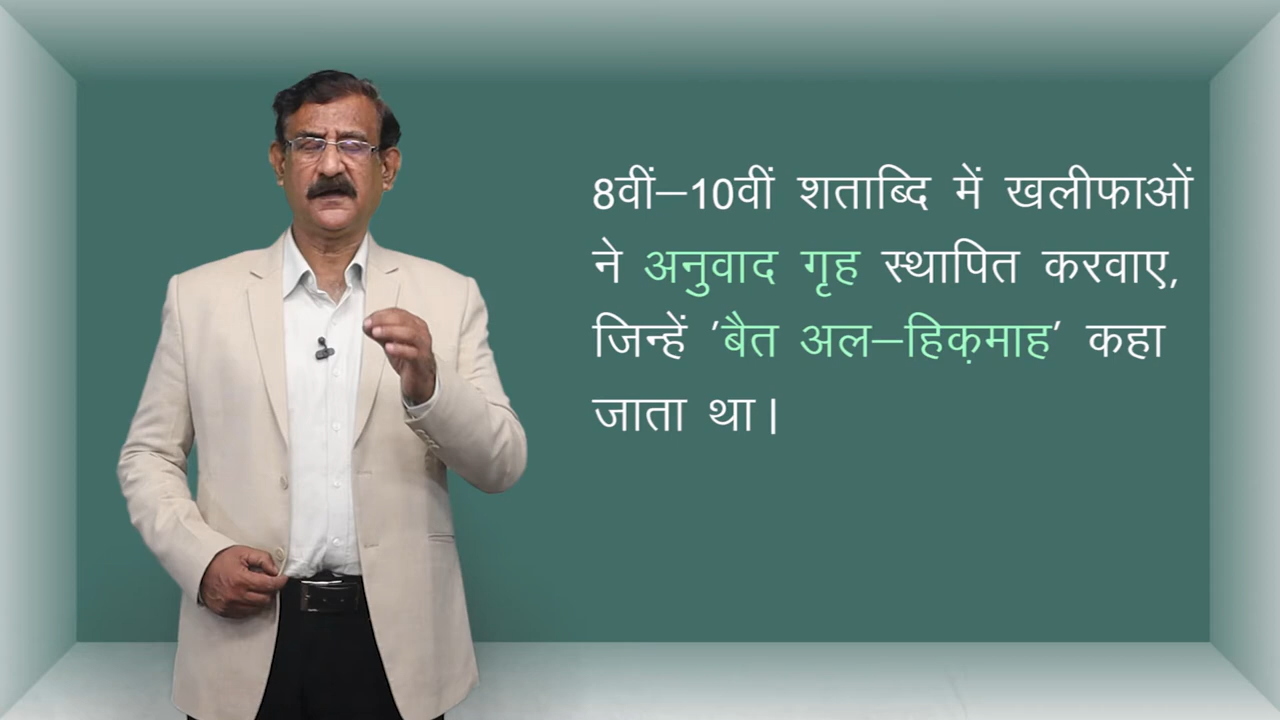 8वीं–10वीं शताब्दि में खलीफाओं
ने अनुवाद गृह स्थापित करवाए,
जिन्हें ’बैत अल–हिक़माह’ कहा
जाता था।